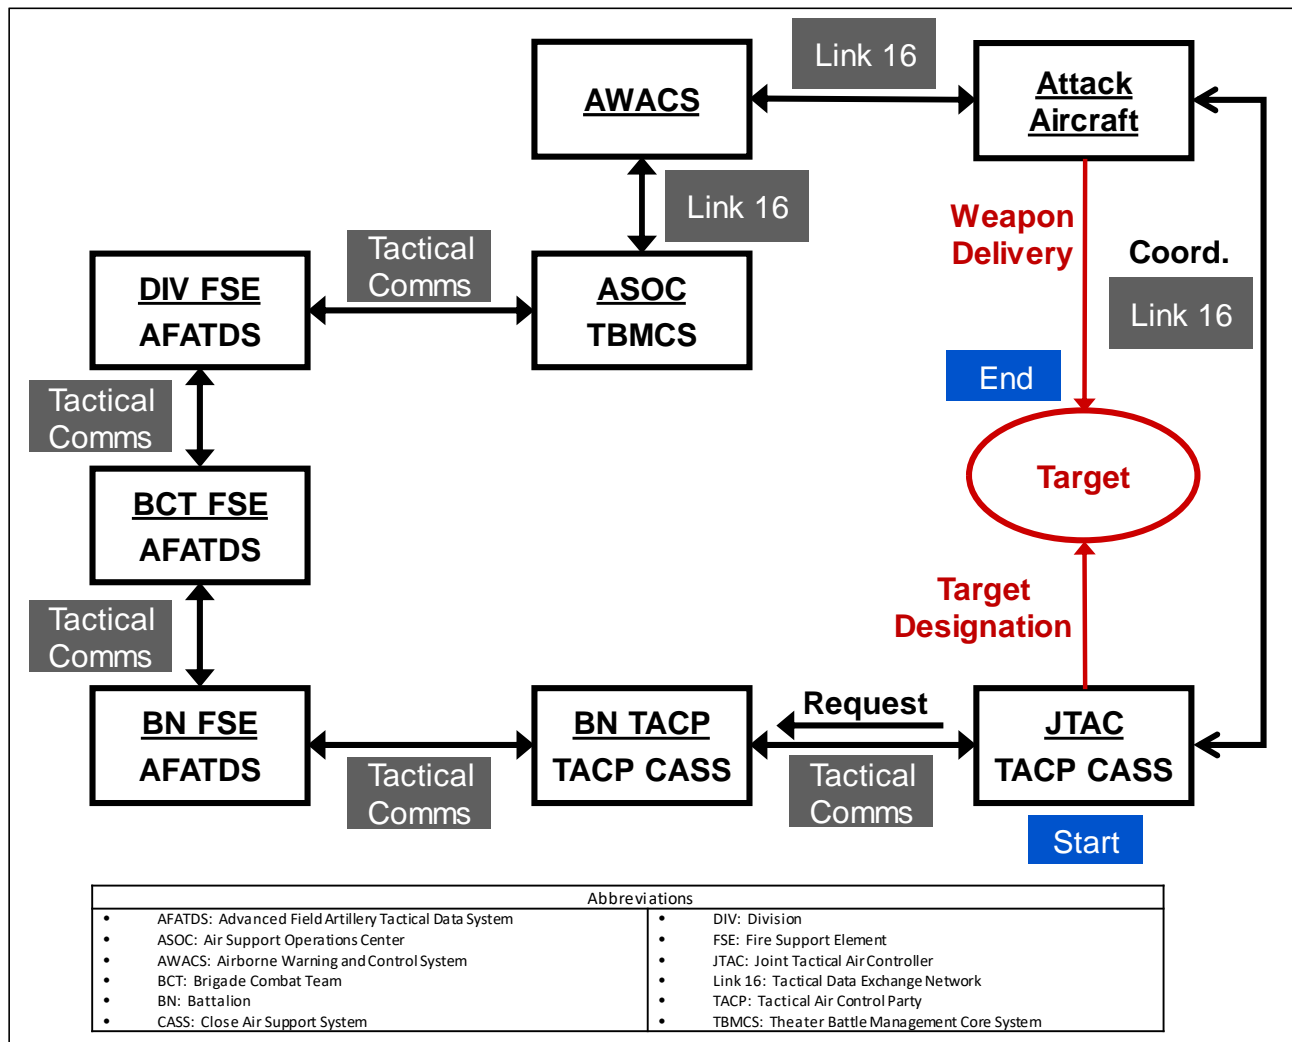 Link 16
AWACS
Attack
Aircraft
Link 16
Weapon
Delivery
Coord.
Link 16
Tactical
Comms
DIV FSE
AFATDS
ASOC
TBMCS
End
Tactical
Comms
Target
BCT FSE
AFATDS
Target
Designation
Tactical
Comms
Request
BN FSE
AFATDS
BN TACP
TACP CASS
JTAC
TACP CASS
Tactical
Comms
Tactical
Comms
Start
Abbreviations
• AFATDS: Advanced Field Artillery Tactical Data System
• ASOC: Air Support Operations Center
• AWACS: Airborne Warning and Control System
• BCT: Brigade Combat Team
• BN: Battalion
• CASS: Close Air Support System
• DIV: Division
• FSE: Fire Support Element
• JTAC: Joint Tactical Air Controller
• Link 16: Tactical Data Exchange Network
• TACP: Tactical Air Control Party
• TBMCS: Theater Battle Management Core System